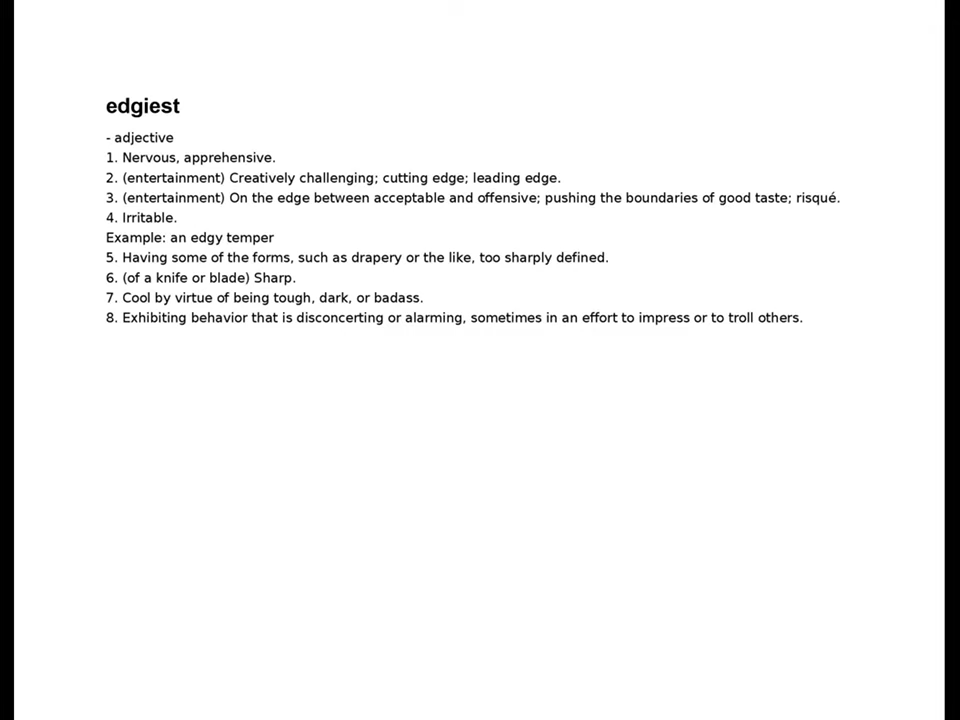 edgiest
- adjective
1. Nervous, apprehensive.
2. (entertainment) Creatively challenging; cutting edge; leading edge.
3. (entertainment) On the edge between acceptable and offensive; pushing the boundaries of good taste; risqué.
4. Irritable.
Example: an edgy temper
5. Having some of the forms, such as drapery or the like, too sharply defined.
6. (of a knife or blade) Sharp.
7. Cool by virtue of being tough, dark, or badass.
8. Exhibiting behavior that is disconcerting or alarming, sometimes in an effort to impress or to troll others.